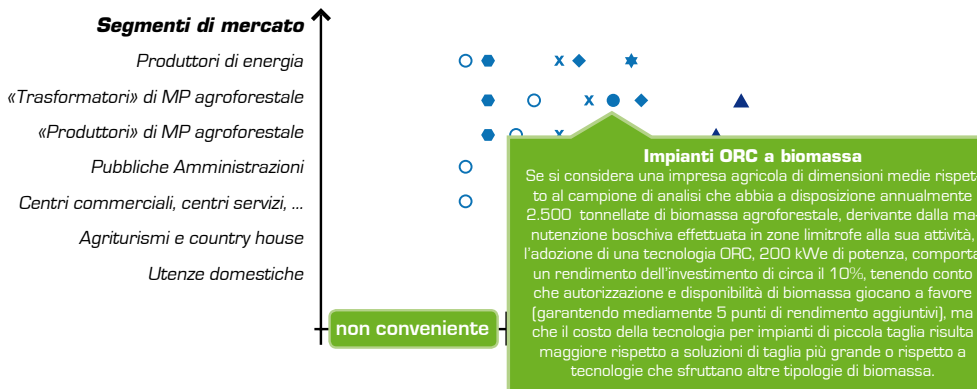 Segmenti di mercato
Produttori di energia
«Trasformatori» di MP agroforestale
«Produttori» di MP agroforestale
Pubbliche Amministrazioni
Centri commerciali, centri servizi, ...
Agriturismi e country house
Utenze domestiche
non conveniente
Impianti ORC a biomassa
Se si considera una impresa agricola di dimensioni medie rispet-
to al campione di analisi che abbia a disposizione annualmente
2.500 tonnellate di biomassa agroforestale, derivante dalla ma-
nutenzione boschiva effettuata in zone limitrofe alla sua attività,
l'adozione di una tecnologia ORC, 200 kWe di potenza, comporta
un rendimento dell'investimento di circa il 10%, tenendo conto
che autorizzazione e disponibilità di biomassa giocano a favore
(garantendo mediamente 5 punti di rendimento aggiuntivi), ma
che il costo della tecnologia per impianti di piccola taglia risulta
maggiore rispetto a soluzioni di taglia più grande o rispetto a
tecnologie che sfruttano altre tipologie di biomassa.